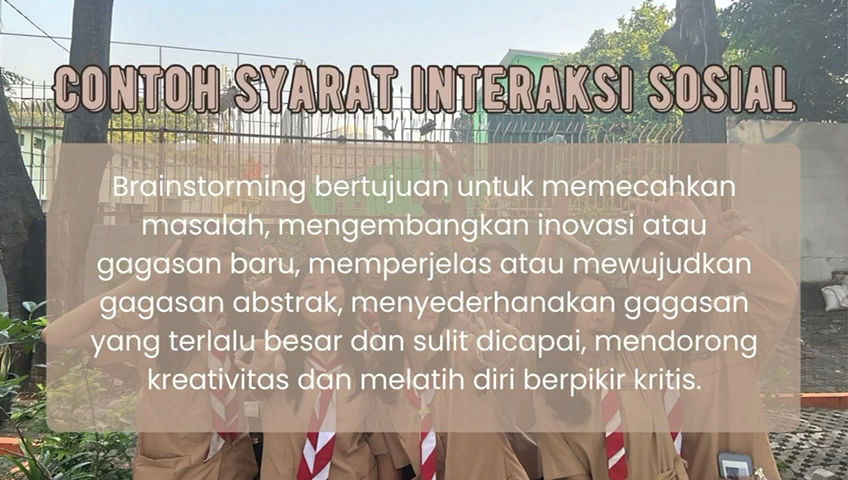 CONTOH SYARAT INTERAKSI SOSIAL
Brainstorming bertujuan untuk memecahkan
masalah, mengembangkan inovasi atau
gagasan baru, memperjelas atau mewujudkan
gagasan abstrak, menyederhanakan gagasan
yang terlalu besar dan sulit dicapai, mendorong
kreativitas dan melatih diri berpikir kritis.